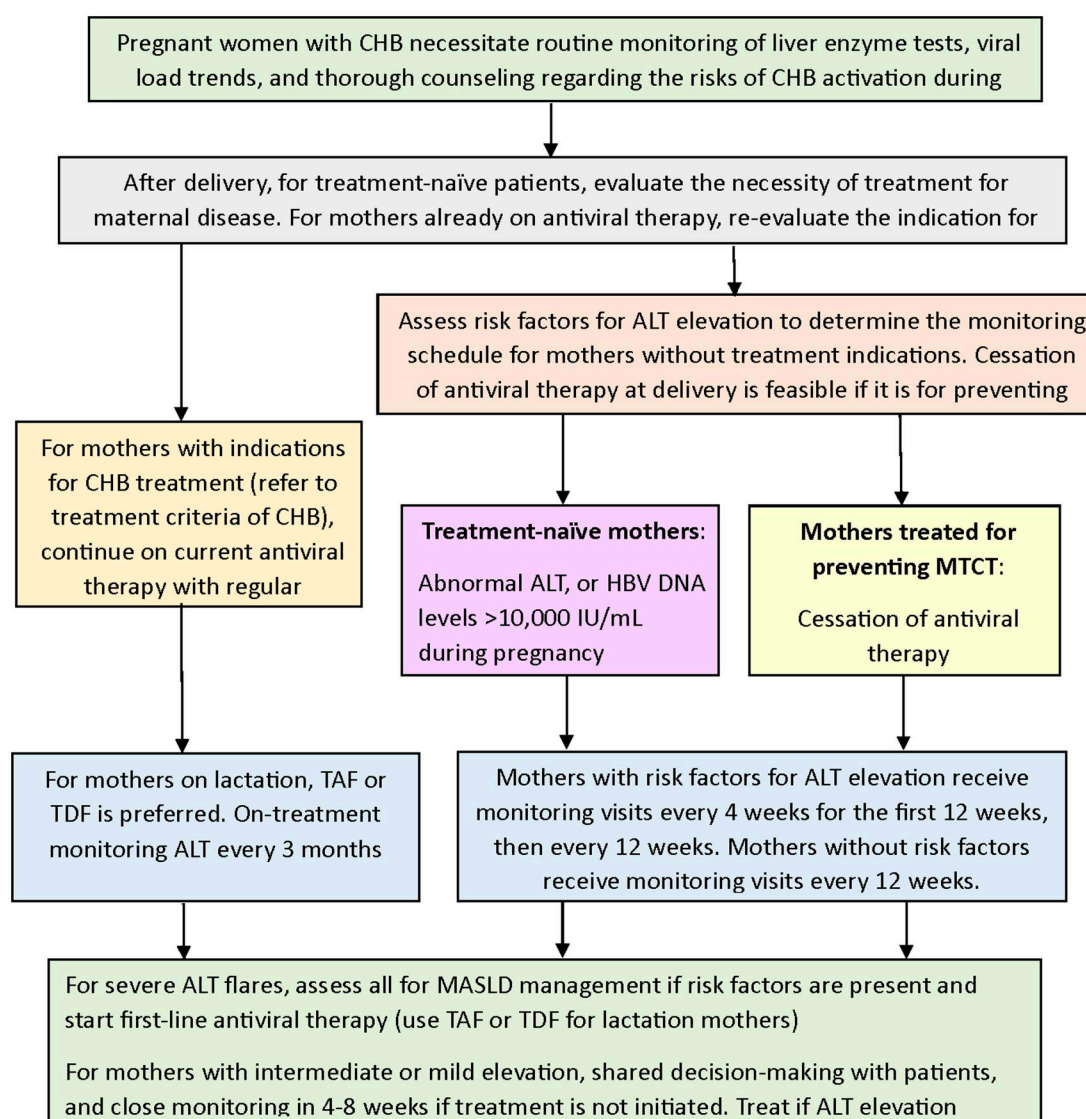 Pregnant women with CHB necessitate routine monitoring of liver enzyme tests, viral
load trends, and thorough counseling regarding the risks of CHB activation during
After delivery, for treatment-naïve patients, evaluate the necessity of treatment for
maternal disease. For mothers already on antiviral therapy, re-evaluate the indication for
Assess risk factors for ALT elevation to determine the monitoring
schedule for mothers without treatment indications. Cessation
of antiviral therapy at delivery is feasible if it is for preventing
For mothers with indications
for CHB treatment (refer to
treatment criteria of CHB),
continue on current antiviral
therapy with regular
Treatment-naïve mothers:
Abnormal ALT, or HBV DNA
levels >10,000 IU/mL
during pregnancy
Mothers treated for
preventing MTCT:
Cessation of antiviral
therapy
For mothers on lactation, TAF or
TDF is preferred. On-treatment
monitoring ALT every 3 months
Mothers with risk factors for ALT elevation receive
monitoring visits every 4 weeks for the first 12 weeks,
then every 12 weeks. Mothers without risk factors
receive monitoring visits every 12 weeks.
For severe ALT flares, assess all for MASLD management if risk factors are present and
start first-line antiviral therapy (use TAF or TDF for lactation mothers)
For mothers with intermediate or mild elevation, shared decision-making with patients,
and close monitoring in 4-8 weeks if treatment is not initiated. Treat if ALT elevation